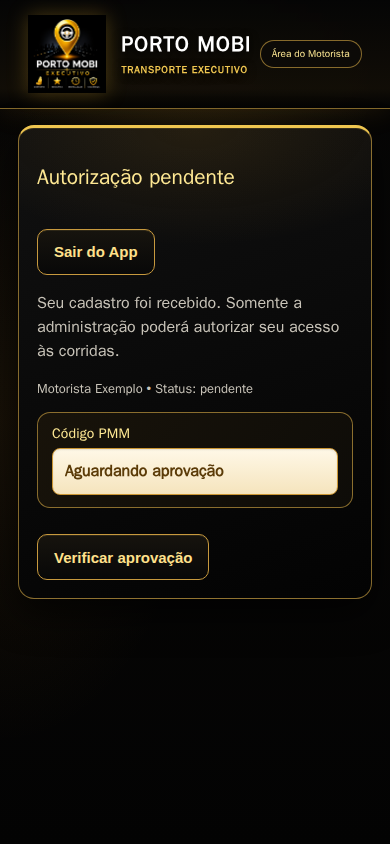 PORTO MOBI
EXECUTIVO
PORTO MOBI
TRANSPORTE EXECUTIVO
Área do Motorista
Autorização pendente
Sair do App
Seu cadastro foi recebido. Somente a
administração poderá autorizar seu acesso
às corridas.
Motorista Exemplo • Status: pendente
Código PMM
Aguardando aprovação
Verificar aprovação